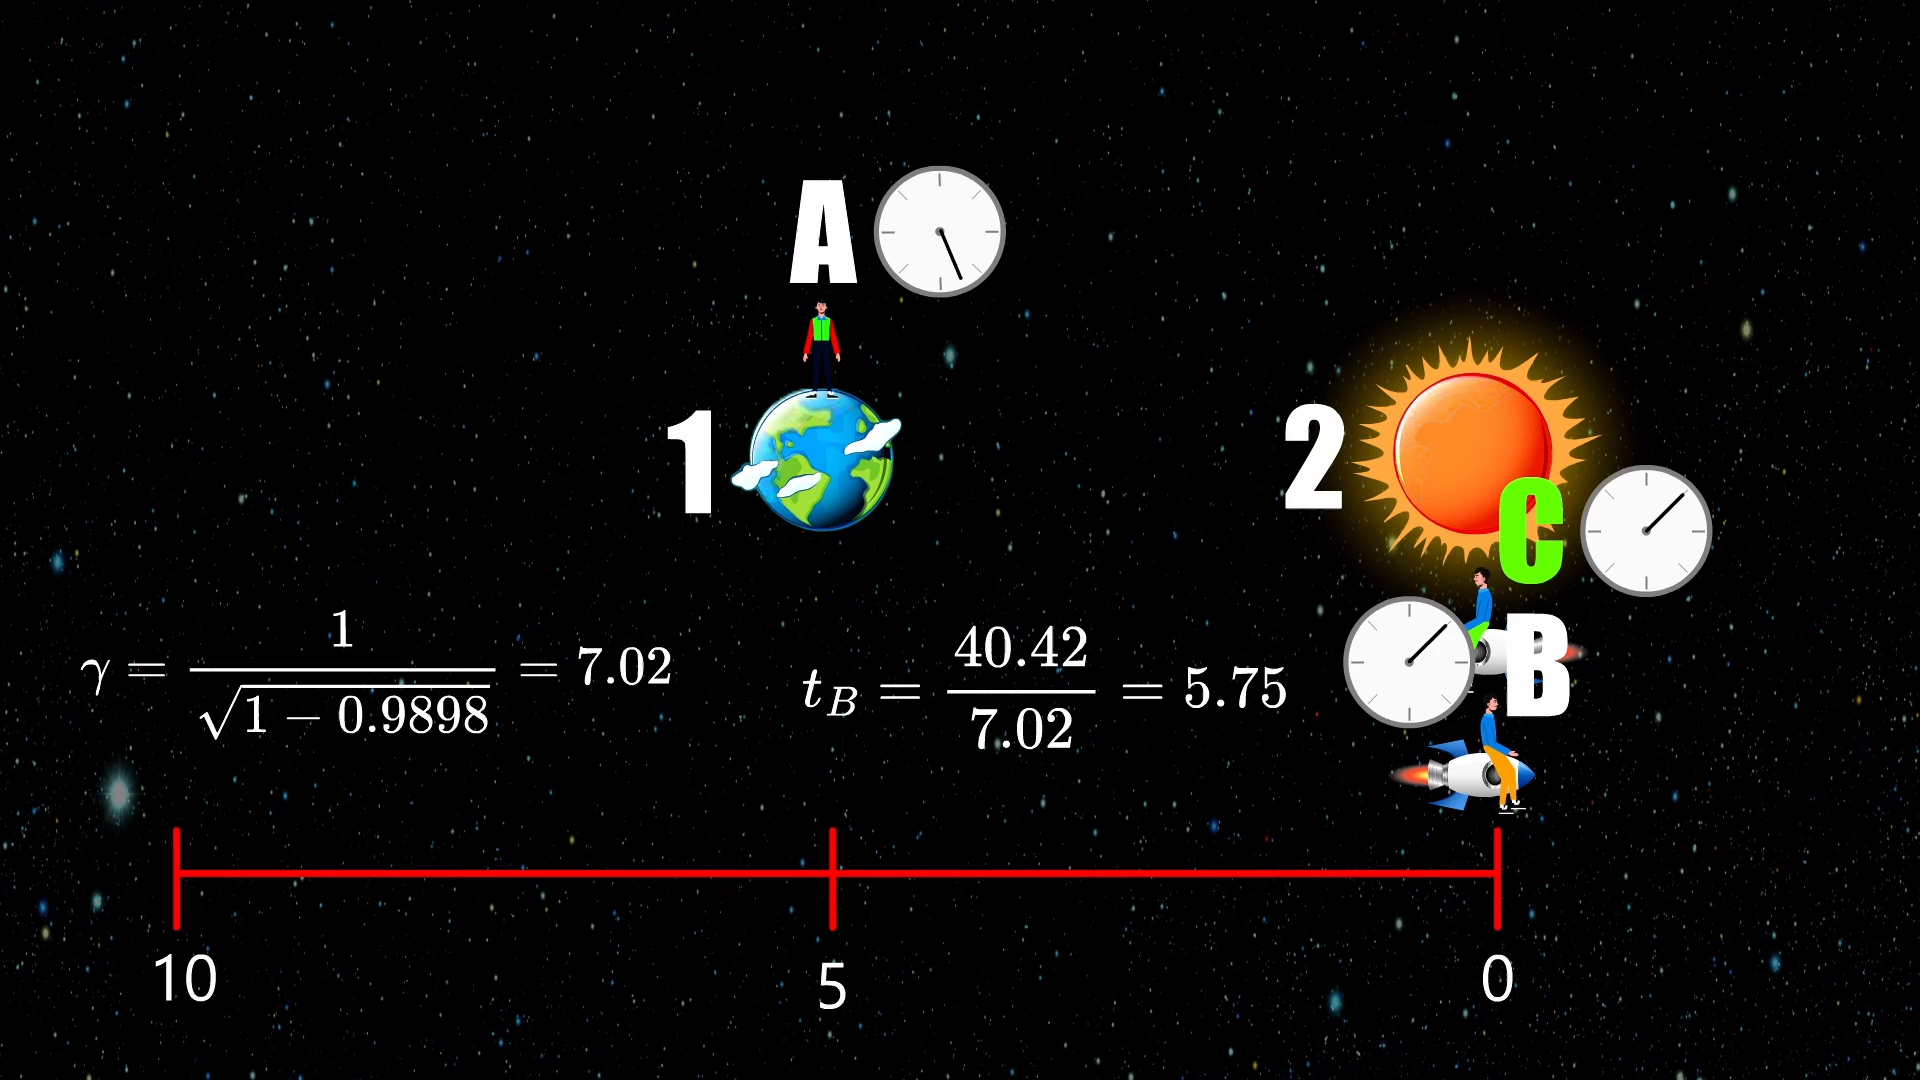 A
1
2
C
B
γ = 1 / √(1 − 0.9898) = 7.02
t_B = 40.42 / 7.02 = 5.75
10 5 0